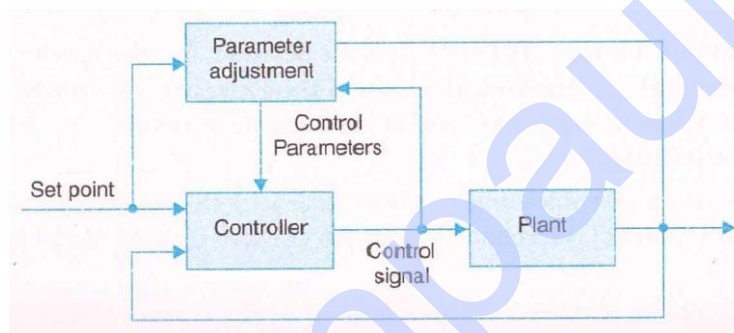 Parameter
adjustment
Control
Parameters
Set point
Controller
Plant
Control
signal